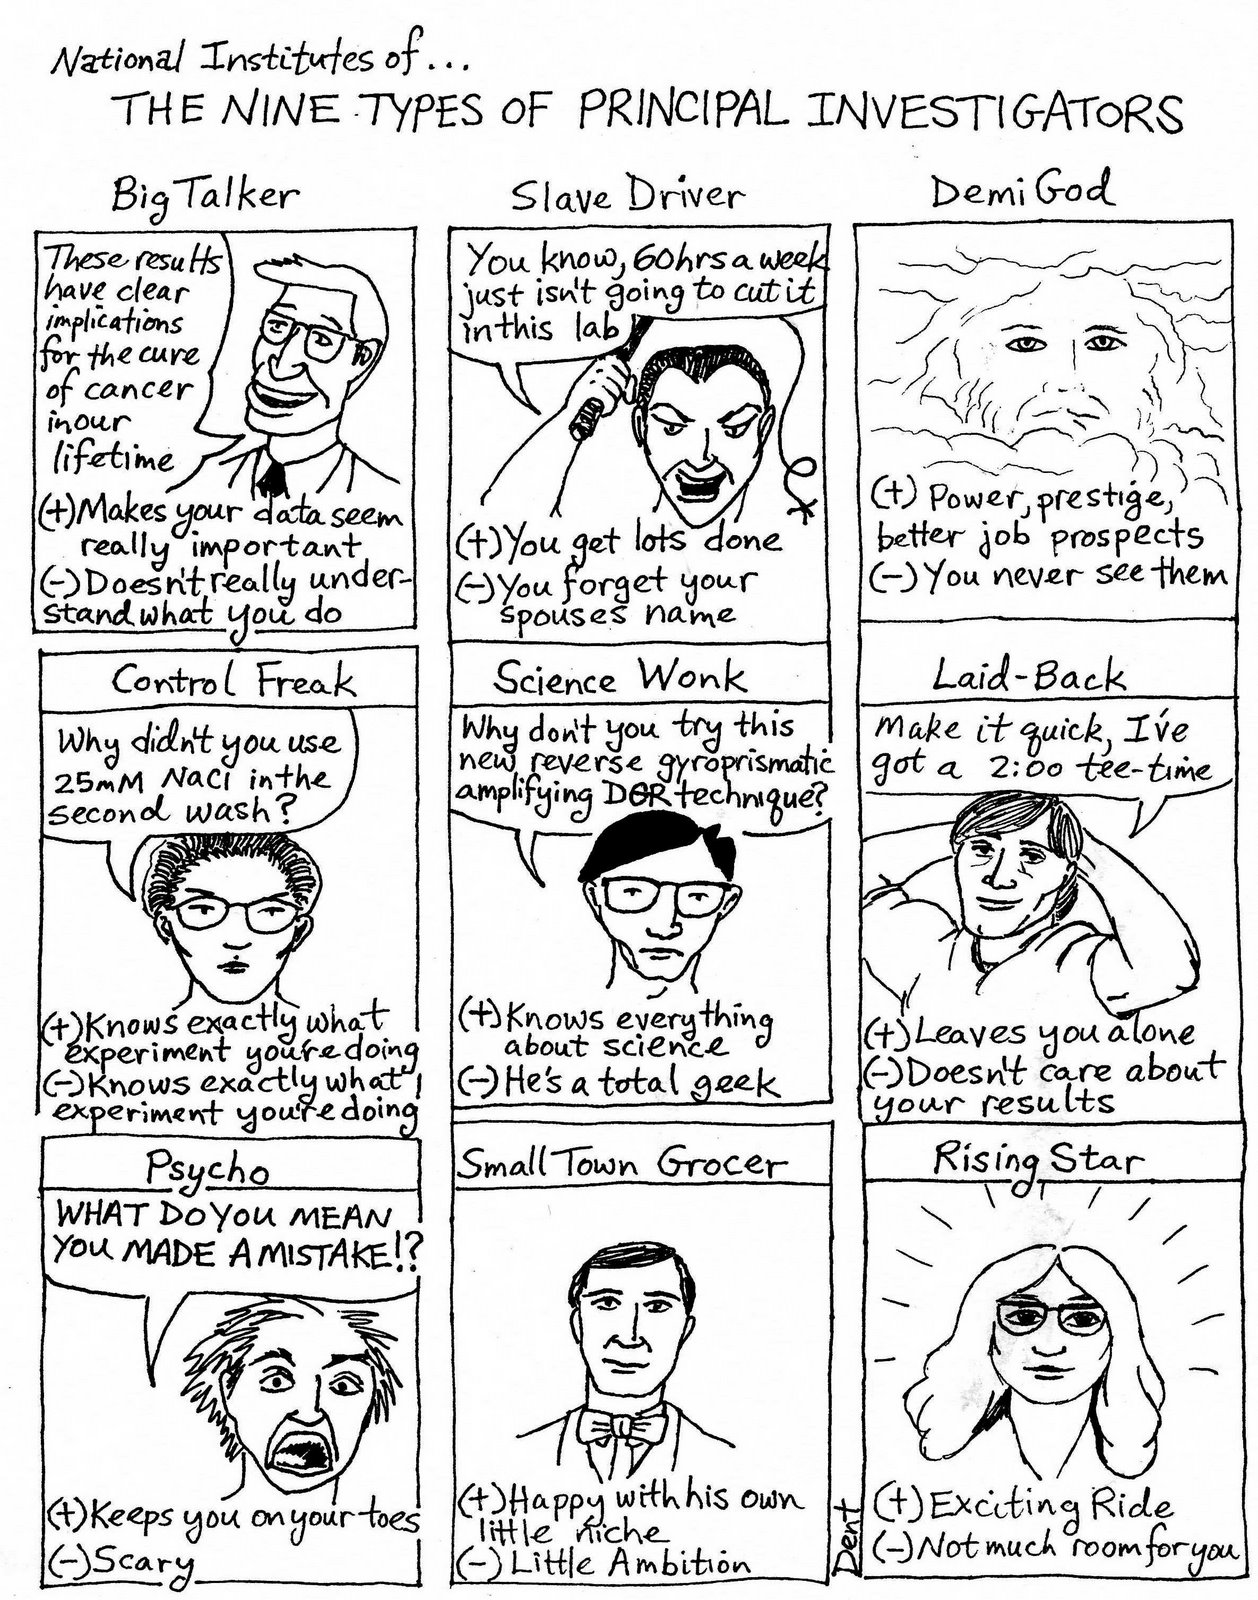 National Institutes of...
THE NINE TYPES OF PRINCIPAL INVESTIGATORS
Big Talker
These results
have clear
implications
for the cure
of cancer
in our
lifetime
(+)Makes your data seem
really important
(-)Doesn't really under-
stand what you do
Slave Driver
You know, 60hrs a week
just isn't going to cut it
in this lab
(+)You get lots done
(-)You forget your
spouses name
Demi God
(+) Power, prestige,
better job prospects
(-)You never see them
Control Freak
Why didn't you use
25mM NaCl in the
second wash?
(+)Knows exactly what
experiment you're doing
(-)Knows exactly what
experiment you're doing
Science Wonk
Why don't you try this
new reverse gyroprismatic
amplifying DOR technique?
(+)Knows everything
about science
(-)He's a total geek
Laid-Back
Make it quick, I've
got a 2:00 tee-time
(+)Leaves you alone
(-)Doesn't care about
your results
Psycho
WHAT DO YOU MEAN
YOU MADE A MISTAKE!?
(+)Keeps you on your toes
(-)Scary
Small Town Grocer
(+)Happy with his own
little niche
(-) Little Ambition
Rising Star
(+) Exciting Ride
(-)Not much room for you
Dent